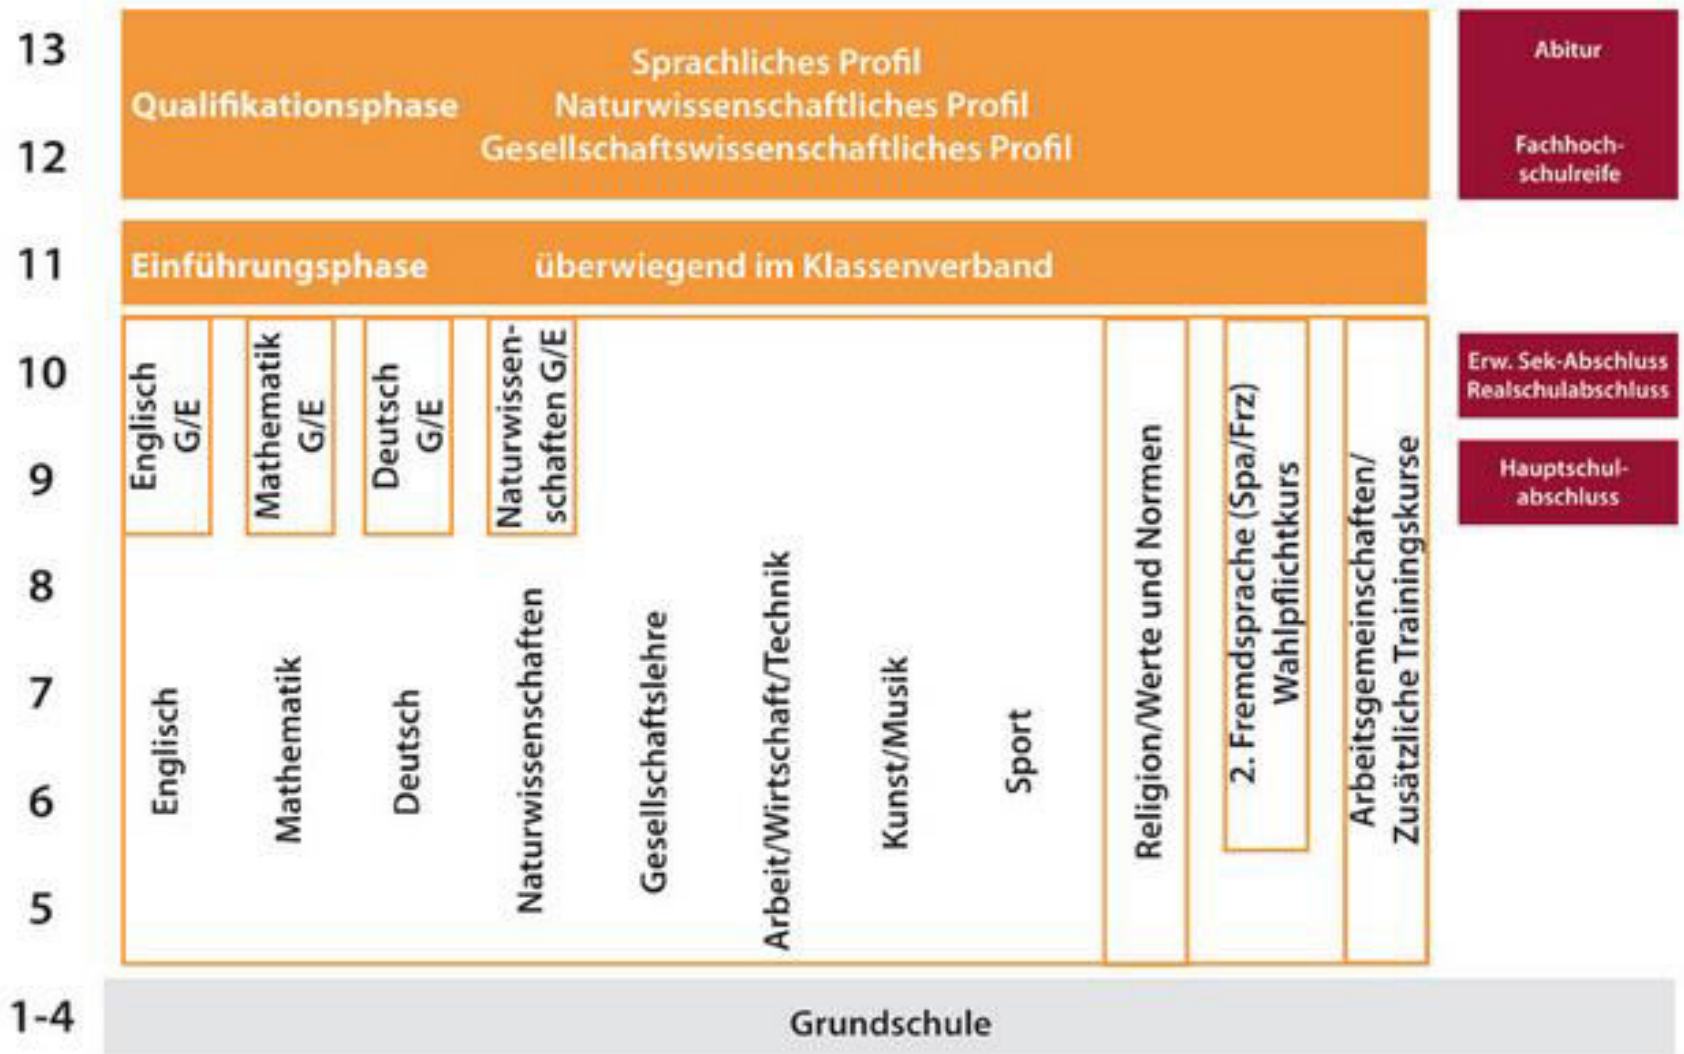 13
Sprachliches Profil
Abitur
Qualifikationsphase
Naturwissenschaftliches Profil
12
Gesellschaftswissenschaftliches Profil
Fachhoch-
schulreife
11
Einführungsphase
überwiegend im Klassenverband
10
Englisch
G/E
Mathematik
G/E
Deutsch
G/E
Naturwissen-
schaften G/E
Erw. Sek-Abschluss
Realschulabschluss
9
Hauptschul-
abschluss
8
7
6
5
Englisch
Mathematik
Deutsch
Naturwissenschaften
Gesellschaftslehre
Arbeit/Wirtschaft/Technik
Kunst/Musik
Sport
Religion/Werte und Normen
2. Fremdsprache (Spa/Frz)
Wahlpflichtkurs
Arbeitsgemeinschaften/
Zusätzliche Trainingskurse
1-4
Grundschule